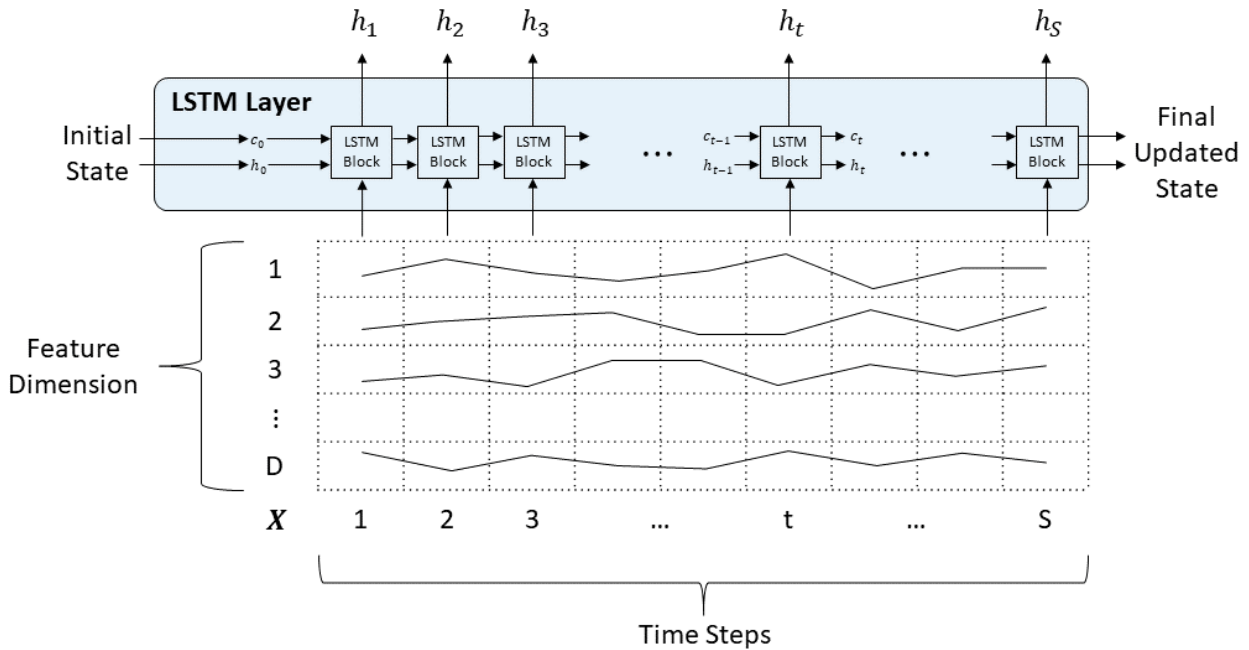 h₁ h₂ h₃ hₜ h_S
LSTM Layer
Initial
State
c₀
h₀
LSTM
Block
LSTM
Block
LSTM
Block
...
cₜ₋₁
hₜ₋₁
LSTM
Block
cₜ
hₜ
...
LSTM
Block
Final
Updated
State
Feature
Dimension
1
2
3
⋮
D
X 1 2 3 ... t ... S
Time Steps